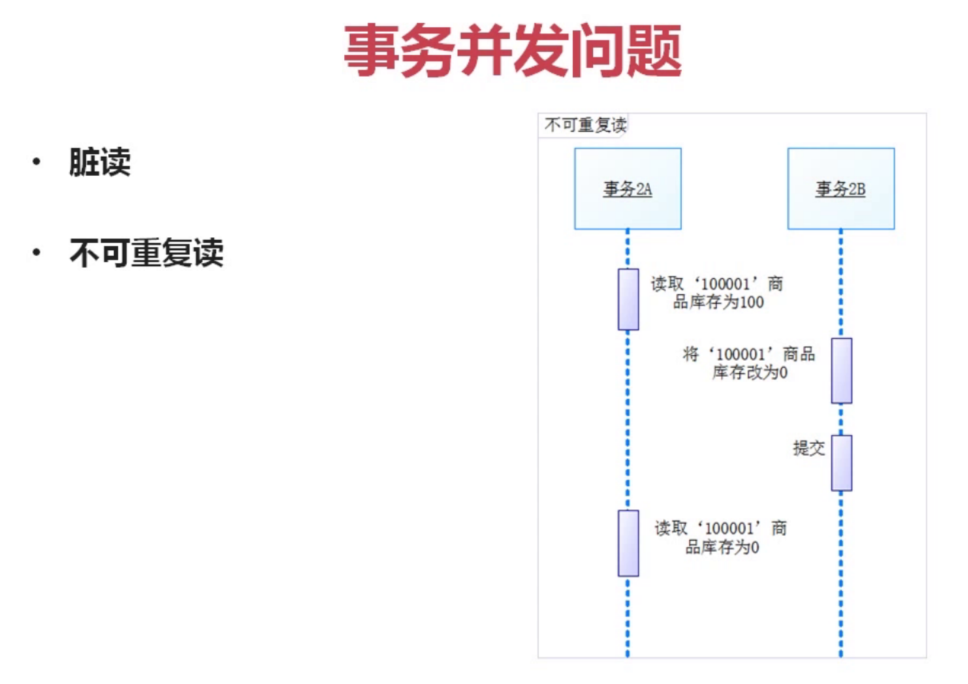 事务并发问题
• 脏读
• 不可重复读
不可重复读
事务2A
事务2B
读取‘100001’商
品库存为100
将‘100001’商品
库存改为0
提交
读取‘100001’商
品库存为0